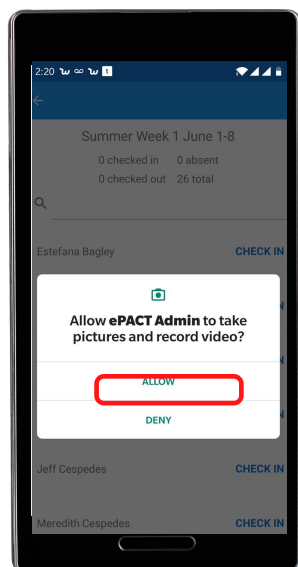 2:20
Summer Week 1 June 1-8
0 checked in 0 absent
0 checked out 26 total
Estefana Bagley CHECK IN
Allow ePACT Admin to take
pictures and record video?
ALLOW
DENY
Jeff Cespedes CHECK IN
Meredith Cespedes CHECK IN